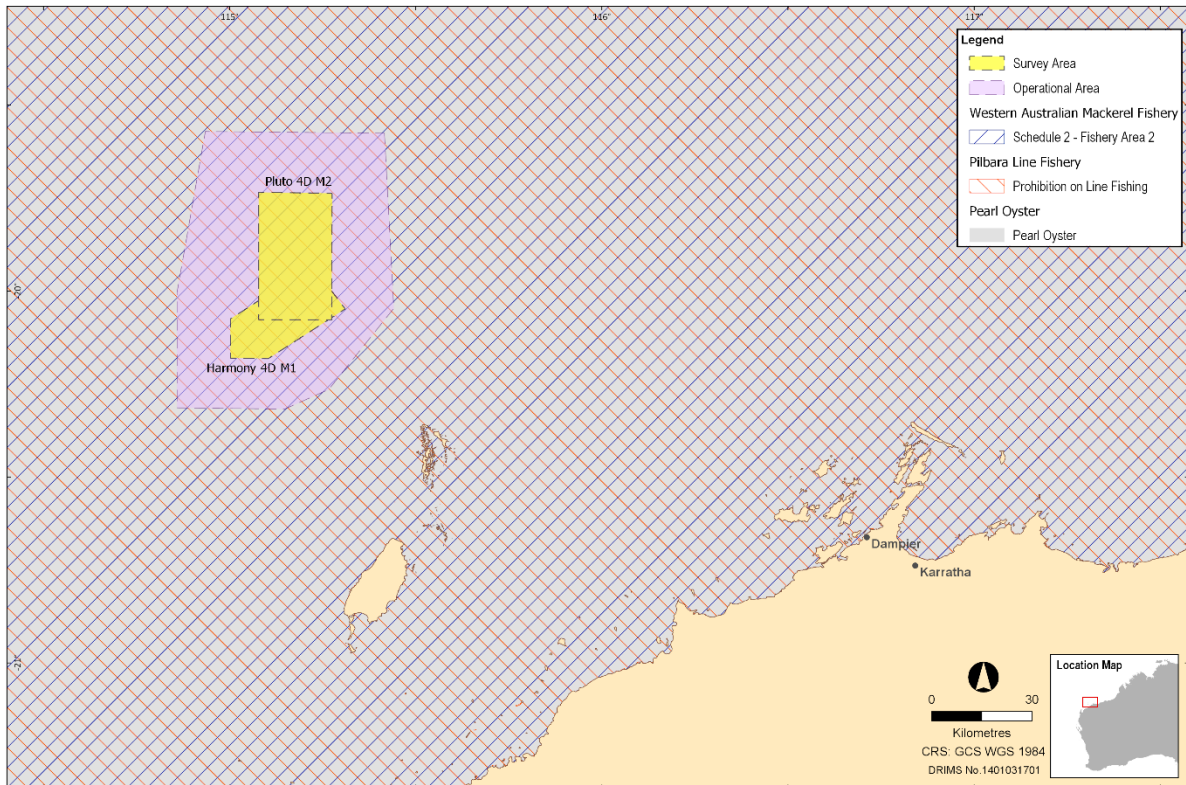 115°
116°
117°
Legend
Survey Area
Operational Area
Western Australian Mackerel Fishery
Schedule 2 - Fishery Area 2
Pilbara Line Fishery
Prohibition on Line Fishing
Pearl Oyster
Pearl Oyster
Pluto 4D M2
-20°
Harmony 4D M1
Dampier
Karratha
-21°
0 30
Kilometres
CRS: GCS WGS 1984
DRIMS No.1401031701
Location Map